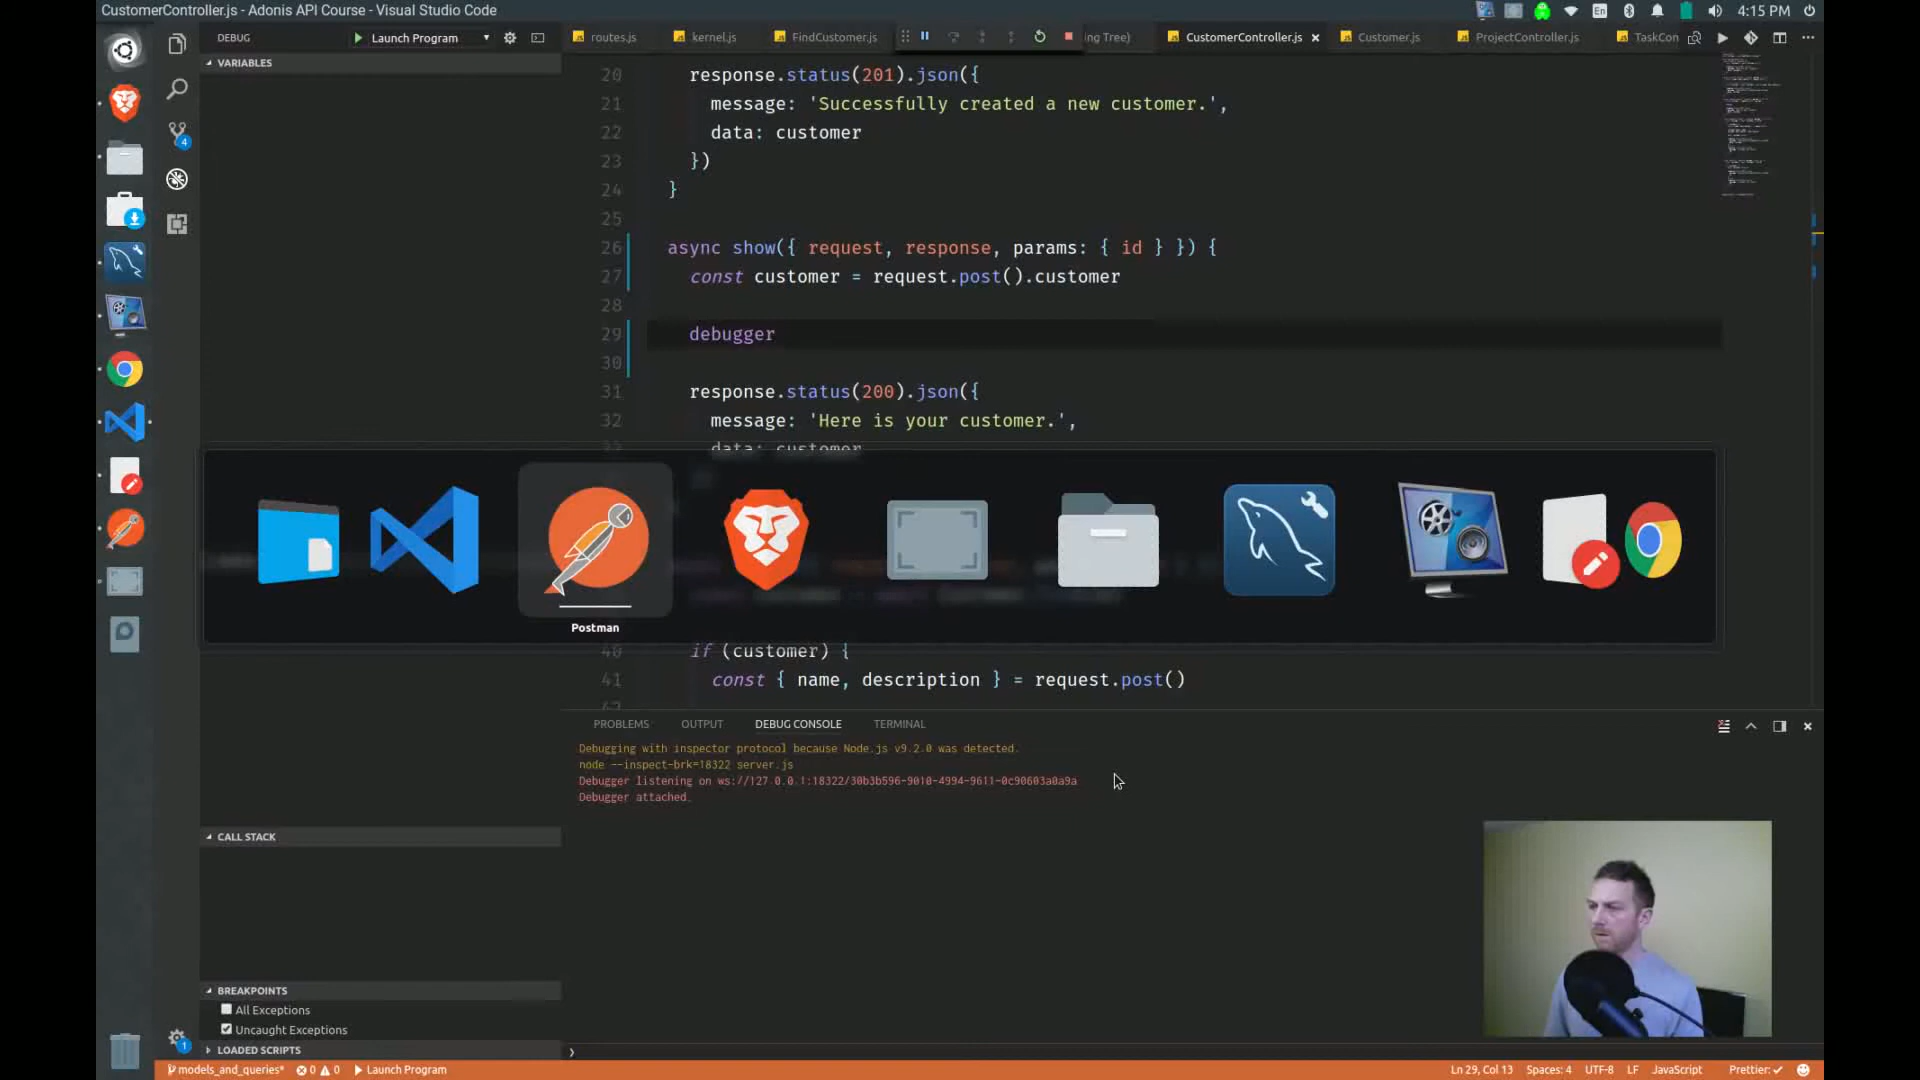 CustomerController.js - Adonis API Course - Visual Studio Code
En
4:15 PM
DEBUG
Launch Program
routes.js
kernel.js
FindCustomer.js
ing Tree)
CustomerController.js
Customer.js
ProjectController.js
TaskCon
VARIABLES
20 response.status(201).json({
21 message: 'Successfully created a new customer.',
22 data: customer
23 })
24 }
25
26 async show({ request, response, params: { id } }) {
27 const customer = request.post().customer
28
29 debugger
30
31 response.status(200).json({
32 message: 'Here is your customer.',
data: customer
Postman
40 if (customer) {
41 const { name, description } = request.post()
PROBLEMS
OUTPUT
DEBUG CONSOLE
TERMINAL
Debugging with inspector protocol because Node.js v9.2.0 was detected.
node --inspect-brk=18322 server.js
Debugger listening on ws://127.0.0.1:18322/30b3b596-9010-4994-9611-0c90603a0a9a
Debugger attached.
CALL STACK
BREAKPOINTS
All Exceptions
Uncaught Exceptions
LOADED SCRIPTS
models_and_queries*
0
0
Launch Program
Ln 29, Col 13
Spaces: 4
UTF-8
LF
JavaScript
Prettier: ✓
4
1